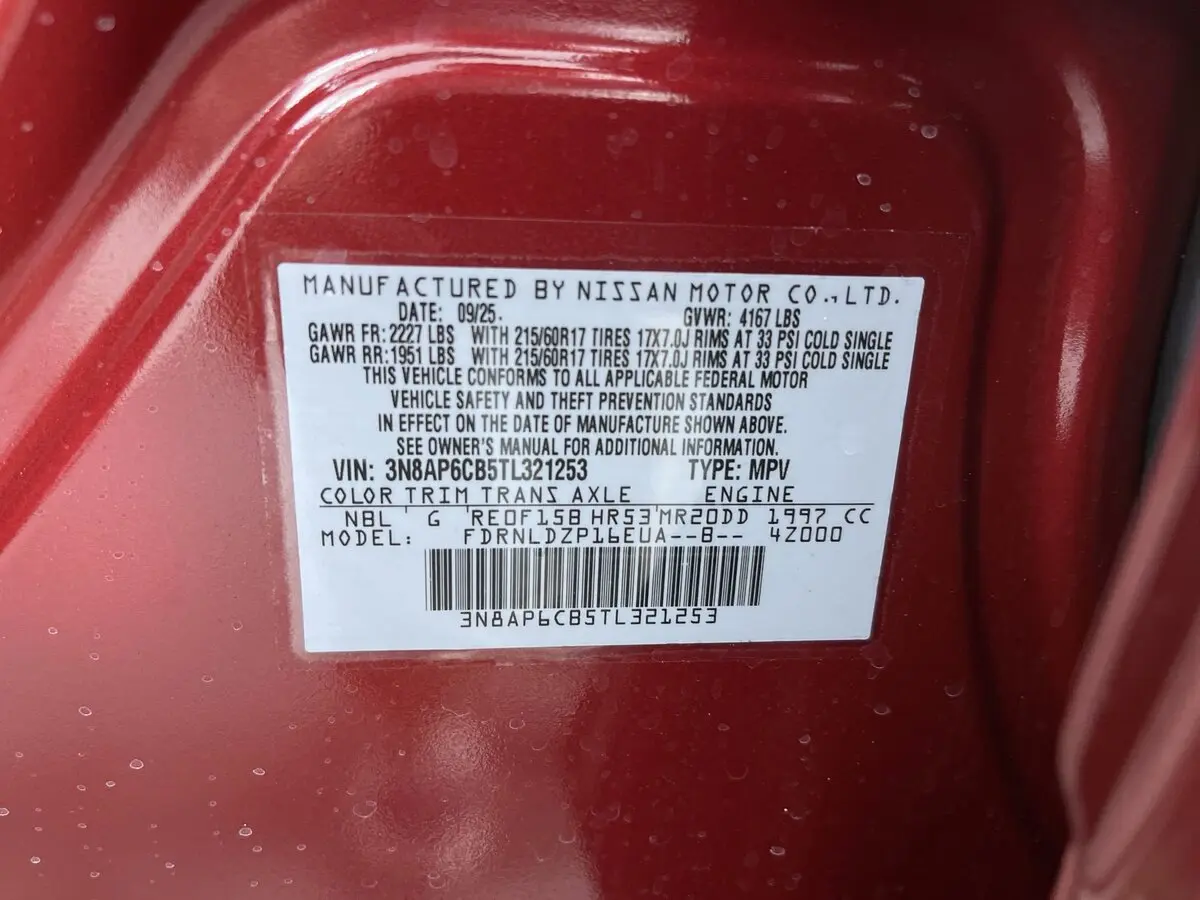 MANUFACTURED BY NISSAN MOTOR CO.,LTD.
DATE: 09/25. GVWR: 4167 LBS
GAWR FR: 2227 LBS WITH 215/60R17 TIRES 17X7.0J RIMS AT 33 PSI COLD SINGLE
GAWR RR: 1951 LBS WITH 215/60R17 TIRES 17X7.0J RIMS AT 33 PSI COLD SINGLE
THIS VEHICLE CONFORMS TO ALL APPLICABLE FEDERAL MOTOR
VEHICLE SAFETY AND THEFT PREVENTION STANDARDS
IN EFFECT ON THE DATE OF MANUFACTURE SHOWN ABOVE.
SEE OWNER'S MANUAL FOR ADDITIONAL INFORMATION.
VIN: 3N8AP6CB5TL321253 TYPE: MPV
COLOR TRIM TRANS AXLE ENGINE
NBL G RE0F15B HR53 MR20DD 1997 CC
MODEL: FDRNLDZP16EUA--B-- 4Z000
3N8AP6CB5TL321253